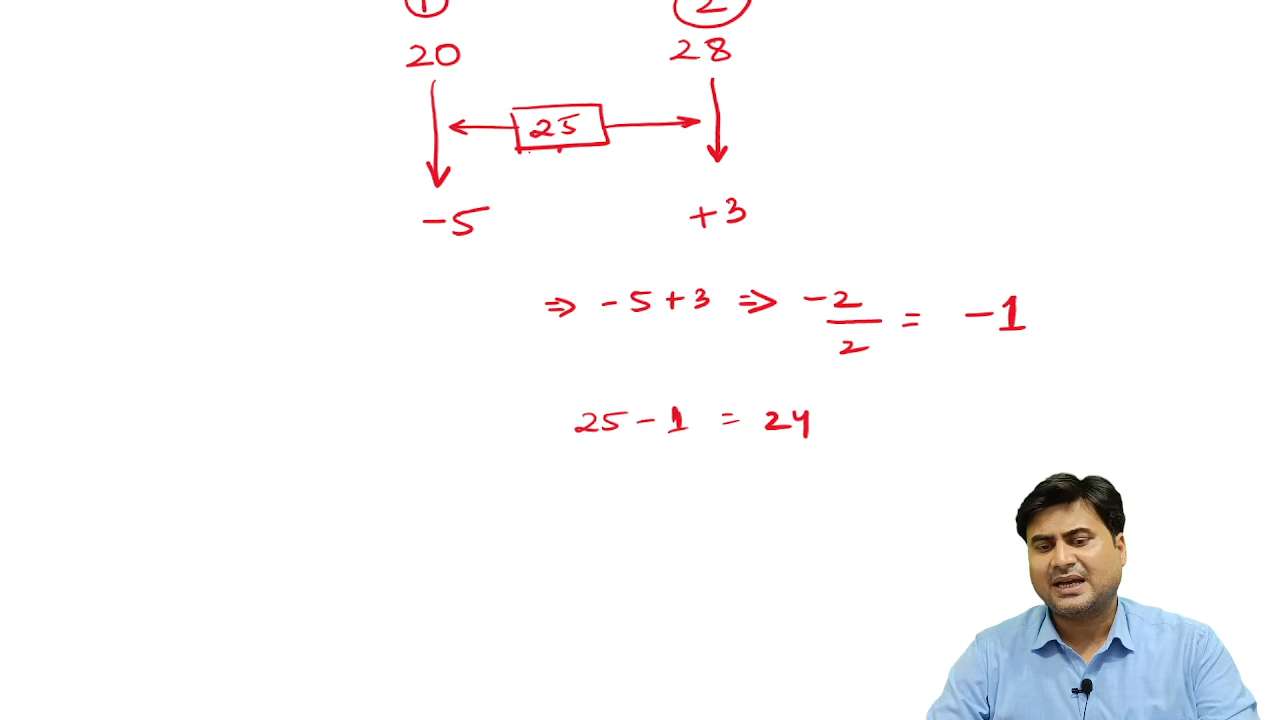 1 2
20 28
25
-5 +3
⇒ -5+3 ⇒ -2/2 = -1
25-1 = 24